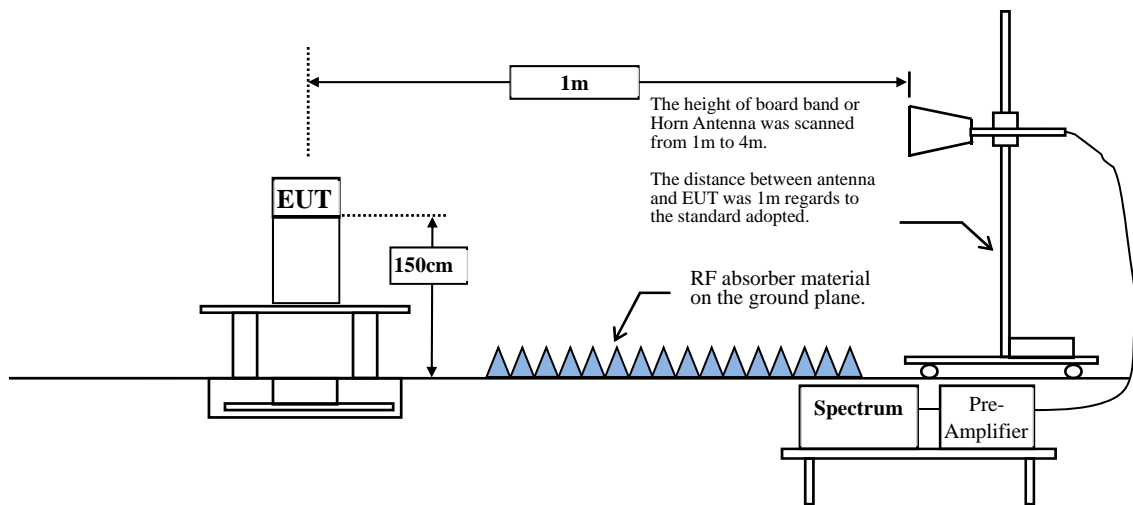 1m
The height of board band or
Horn Antenna was scanned
from 1m to 4m.
The distance between antenna
and EUT was 1m regards to
the standard adopted.
EUT
150cm
RF absorber material
on the ground plane.
Spectrum
Pre-
Amplifier